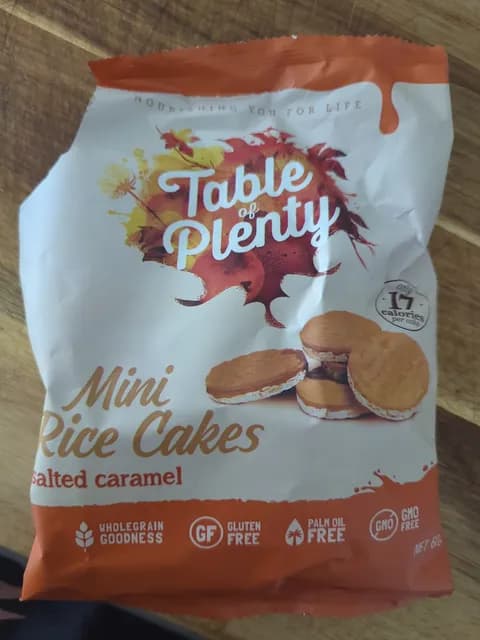 NOURISHING YOU FOR LIFE
Table
of
Plenty
only
17
calories
per cake
Mini
Rice Cakes
salted caramel
WHOLEGRAIN
GOODNESS
GF
GLUTEN
FREE
PALM OIL
FREE
GMO
GMO
FREE
NET